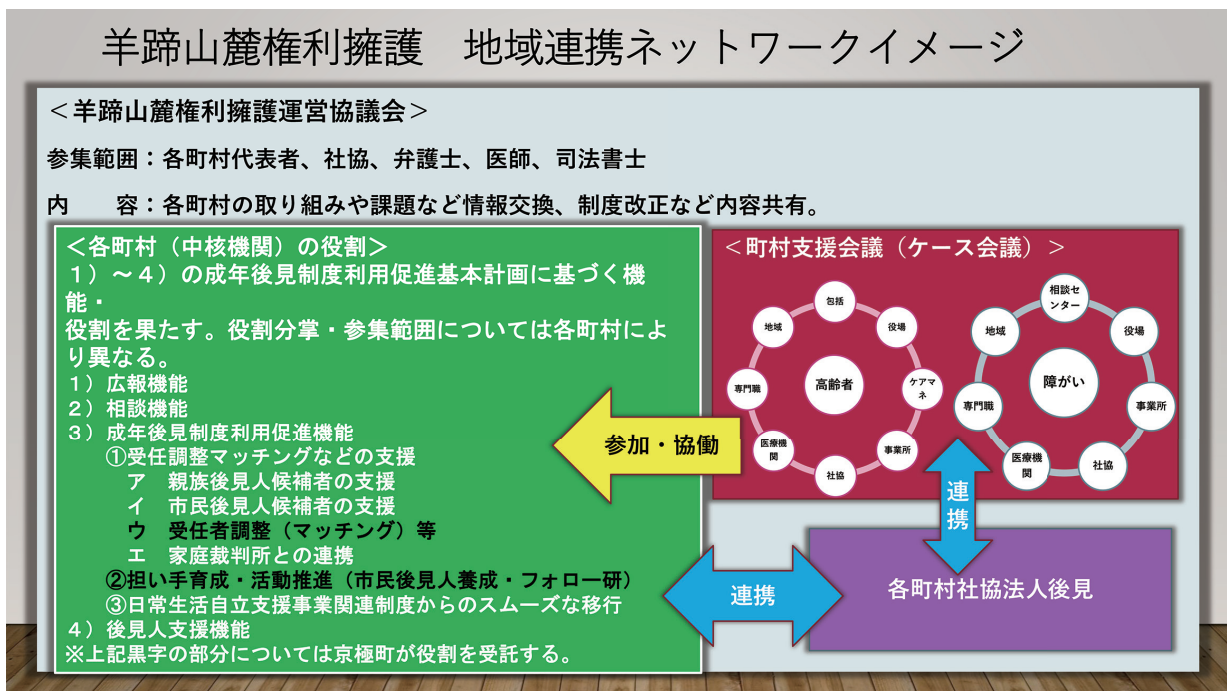 羊蹄山麓権利擁護　地域連携ネットワークイメージ
＜羊蹄山麓権利擁護運営協議会＞
参集範囲：各町村代表者、社協、弁護士、医師、司法書士
内　　容：各町村の取り組みや課題など情報交換、制度改正など内容共有。
＜各町村（中核機関）の役割＞
１）～４）の成年後見制度利用促進基本計画に基づく機
能・
役割を果たす。役割分掌・参集範囲については各町村によ
り異なる。
１）広報機能
２）相談機能
３）成年後見制度利用促進機能
①受任調整マッチングなどの支援
ア　親族後見人候補者の支援
イ　市民後見人候補者の支援
ウ　受任者調整（マッチング）等
エ　家庭裁判所との連携
②担い手育成・活動推進（市民後見人養成・フォロー研）
③日常生活自立支援事業関連制度からのスムーズな移行
４）後見人支援機能
※上記黒字の部分については京極町が役割を受託する。
参加・協働
＜町村支援会議（ケース会議）＞
高齢者
包括
役場
ケアマ
ネ
事業所
社協
医療機
関
専門職
地域
障がい
相談セ
ンター
役場
事業所
社協
医療機
関
専門職
地域
連
携
連携
各町村社協法人後見